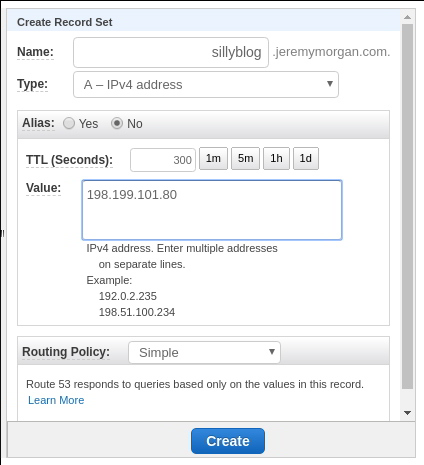 Create Record Set
Name: sillyblog .jeremymorgan.com.
Type: A – IPv4 address
Alias: Yes No
TTL (Seconds): 300 1m 5m 1h 1d
Value: 198.199.101.80
IPv4 address. Enter multiple addresses
on separate lines.
Example:
192.0.2.235
198.51.100.234
Routing Policy: Simple
Route 53 responds to queries based only on the values in this record.
Learn More
Create